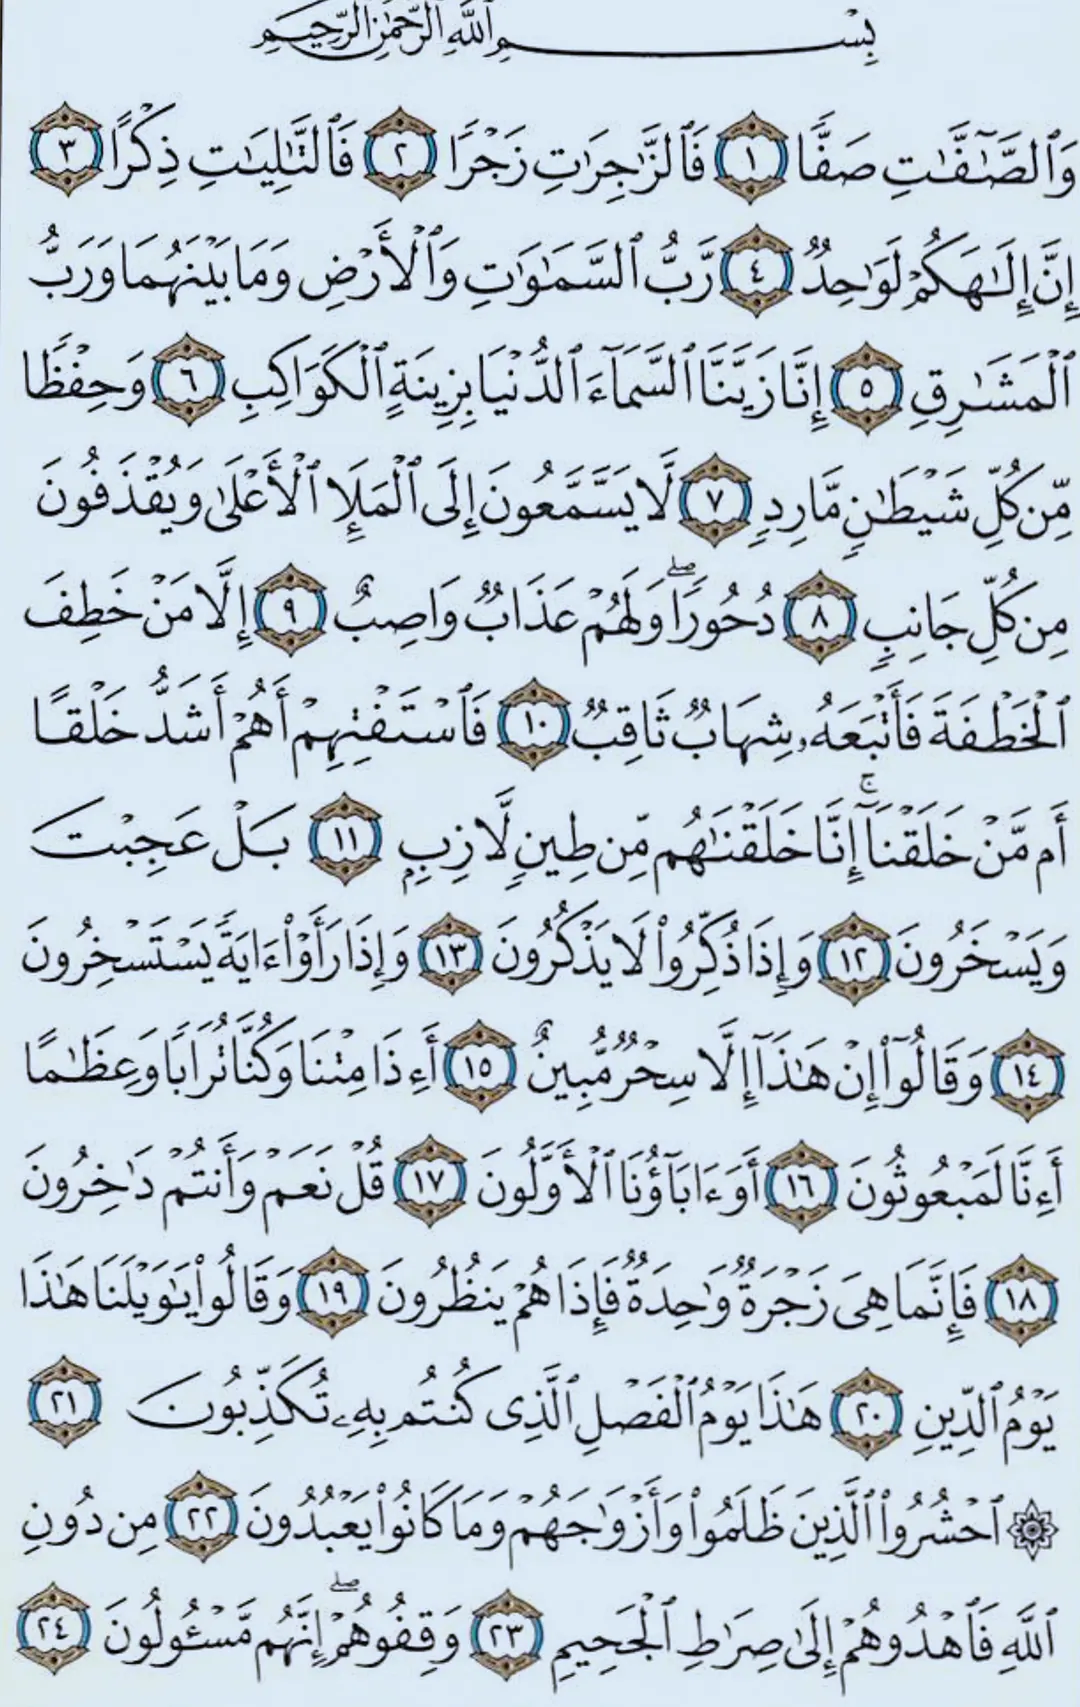 بِسْمِ ٱللَّهِ ٱلرَّحْمَٰنِ ٱلرَّحِيمِ
وَٱلصَّٰٓفَّٰتِ صَفًّا ١ فَٱلزَّٰجِرَٰتِ زَجْرًا ٢ فَٱلتَّٰلِيَٰتِ ذِكْرًا ٣
إِنَّ إِلَٰهَكُمْ لَوَٰحِدٌ ٤ رَّبُّ ٱلسَّمَٰوَٰتِ وَٱلْأَرْضِ وَمَا بَيْنَهُمَا وَرَبُّ
ٱلْمَشَٰرِقِ ٥ إِنَّا زَيَّنَّا ٱلسَّمَآءَ ٱلدُّنْيَا بِزِينَةٍ ٱلْكَوَاكِبِ ٦ وَحِفْظًا
مِّن كُلِّ شَيْطَٰنٍ مَّارِدٍ ٧ لَّا يَسَّمَّعُونَ إِلَى ٱلْمَلَإِ ٱلْأَعْلَىٰ وَيُقْذَفُونَ
مِن كُلِّ جَانِبٍ ٨ دُحُورًا ۖ وَلَهُمْ عَذَابٌ وَاصِبٌ ٩ إِلَّا مَنْ خَطِفَ
ٱلْخَطْفَةَ فَأَتْبَعَهُۥ شِهَابٌ ثَاقِبٌ ١٠ فَٱسْتَفْتِهِمْ أَهُمْ أَشَدُّ خَلْقًا
أَم مَّنْ خَلَقْنَآ ۚ إِنَّا خَلَقْنَٰهُم مِّن طِينٍ لَّازِبٍۭ ١١ بَلْ عَجِبْتَ
وَيَسْخَرُونَ ١٢ وَإِذَا ذُكِّرُوا۟ لَا يَذْكُرُونَ ١٣ وَإِذَا رَأَوْا۟ ءَايَةً يَسْتَسْخِرُونَ
١٤ وَقَالُوٓا۟ إِنْ هَٰذَآ إِلَّا سِحْرٌ مُّبِينٌ ١٥ أَءِذَا مِتْنَا وَكُنَّا تُرَابًا وَعِظَٰمًا
أَءِنَّا لَمَبْعُوثُونَ ١٦ أَوَءَابَآؤُنَا ٱلْأَوَّلُونَ ١٧ قُلْ نَعَمْ وَأَنتُمْ دَٰخِرُونَ
١٨ فَإِنَّمَا هِىَ زَجْرَةٌ وَٰحِدَةٌ فَإِذَا هُمْ يَنظُرُونَ ١٩ وَقَالُوا۟ يَٰوَيْلَنَا هَٰذَا
يَوْمُ ٱلدِّينِ ٢٠ هَٰذَا يَوْمُ ٱلْفَصْلِ ٱلَّذِى كُنتُم بِهِۦ تُكَذِّبُونَ ٢١
۞ ٱحْشُرُوا۟ ٱلَّذِينَ ظَلَمُوا۟ وَأَزْوَٰجَهُمْ وَمَا كَانُوا۟ يَعْبُدُونَ ٢٢ مِن دُونِ
ٱللَّهِ فَٱهْدُوهُمْ إِلَىٰ صِرَٰطِ ٱلْجَحِيمِ ٢٣ وَقِفُوهُمْ ۖ إِنَّهُم مَّسْـُٔولُونَ ٢٤